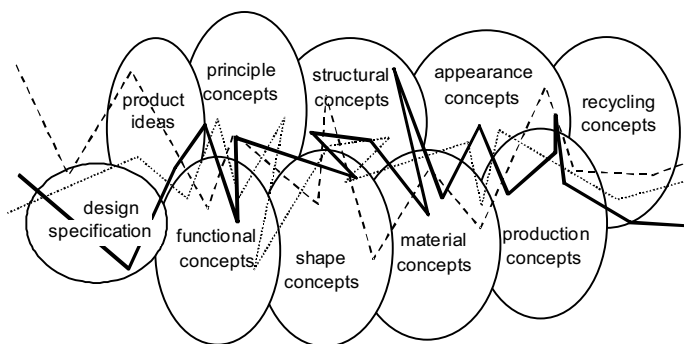 product
ideas
principle
concepts
structural
concepts
appearance
concepts
recycling
concepts
design
specification
functional
concepts
shape
concepts
material
concepts
production
concepts